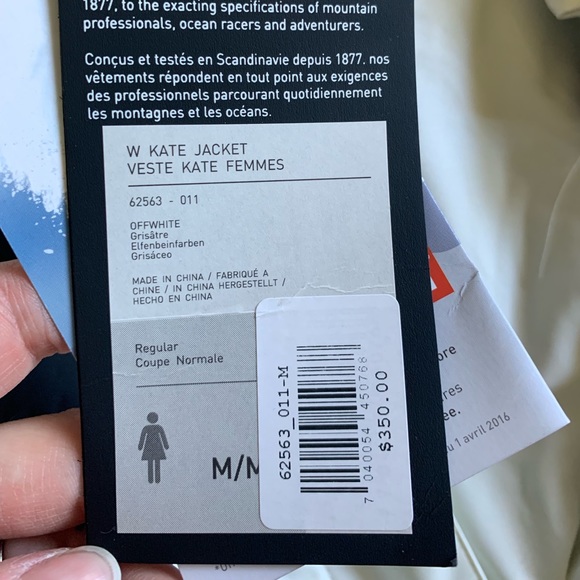 1877, to the exacting specifications of mountain
professionals, ocean racers and adventurers.
Conçus et testés en Scandinavie depuis 1877. nos
vêtements répondent en tout point aux exigences
des professionnels parcourant quotidiennement
les montagnes et les océans.
W KATE JACKET
VESTE KATE FEMMES
62563 - 011
OFFWHITE
Grisâtre
Elfenbeinfarben
Grisáceo
MADE IN CHINA / FABRIQUÉ A
CHINE / IN CHINA HERGESTELLT /
HECHO EN CHINA
Regular
Coupe Normale
M/M
62563_011-M
7 040054 450768
$350.00
1 avril 2016